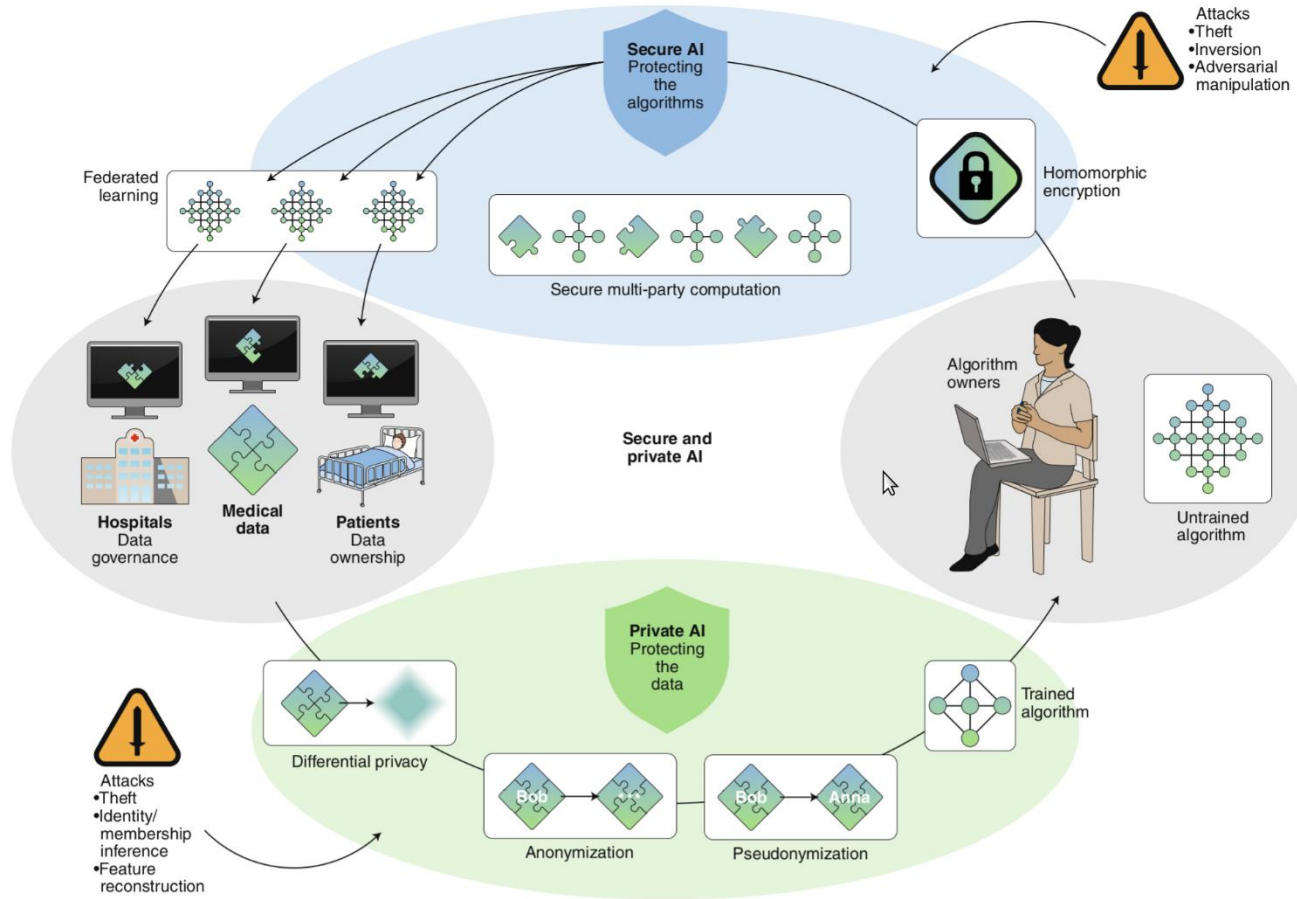 Secure AI
Protecting
the
algorithms
Attacks
•Theft
•Inversion
•Adversarial
manipulation
Federated
learning
Homomorphic
encryption
Secure multi-party computation
Algorithm
owners
Untrained
algorithm
Secure and
private AI
Hospitals
Data
governance
Medical
data
Patients
Data
ownership
Private AI
Protecting
the
data
Differential privacy
Bob
***
Anonymization
Bob
Anna
Pseudonymization
Trained
algorithm
Attacks
•Theft
•Identity/
membership
inference
•Feature
reconstruction